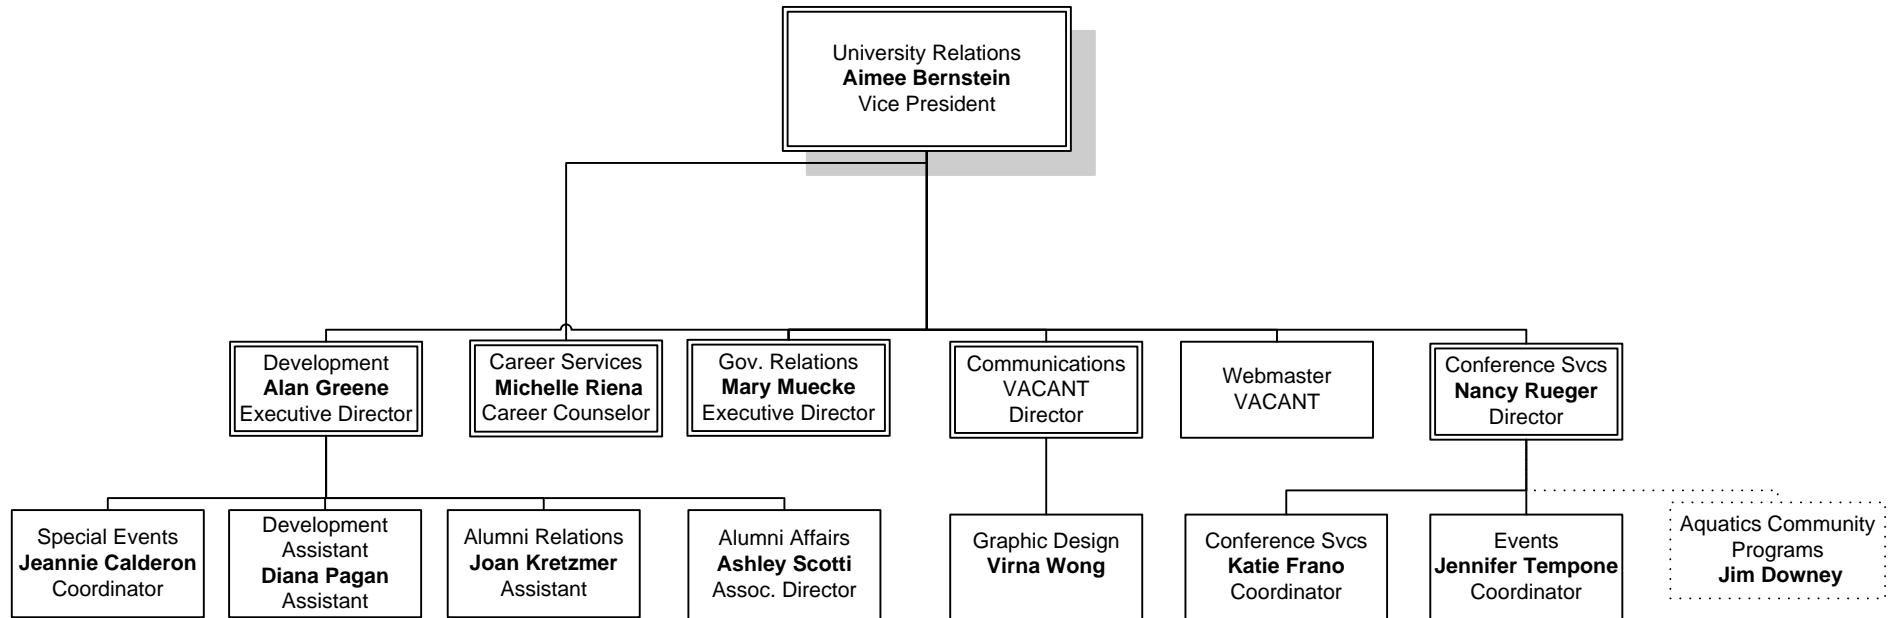 University Relations
Aimee Bernstein
Vice President
Development
Alan Greene
Executive Director
Career Services
Michelle Riena
Career Counselor
Gov. Relations
Mary Muecke
Executive Director
Communications
VACANT
Director
Webmaster
VACANT
Conference Svcs
Nancy Rueger
Director
Special Events
Jeannie Calderon
Coordinator
Development
Assistant
Diana Pagan
Assistant
Alumni Relations
Joan Kretzmer
Assistant
Alumni Affairs
Ashley Scotti
Assoc. Director
Graphic Design
Virna Wong
Conference Svcs
Katie Frano
Coordinator
Events
Jennifer Tempone
Coordinator
Aquatics Community
Programs
Jim Downey